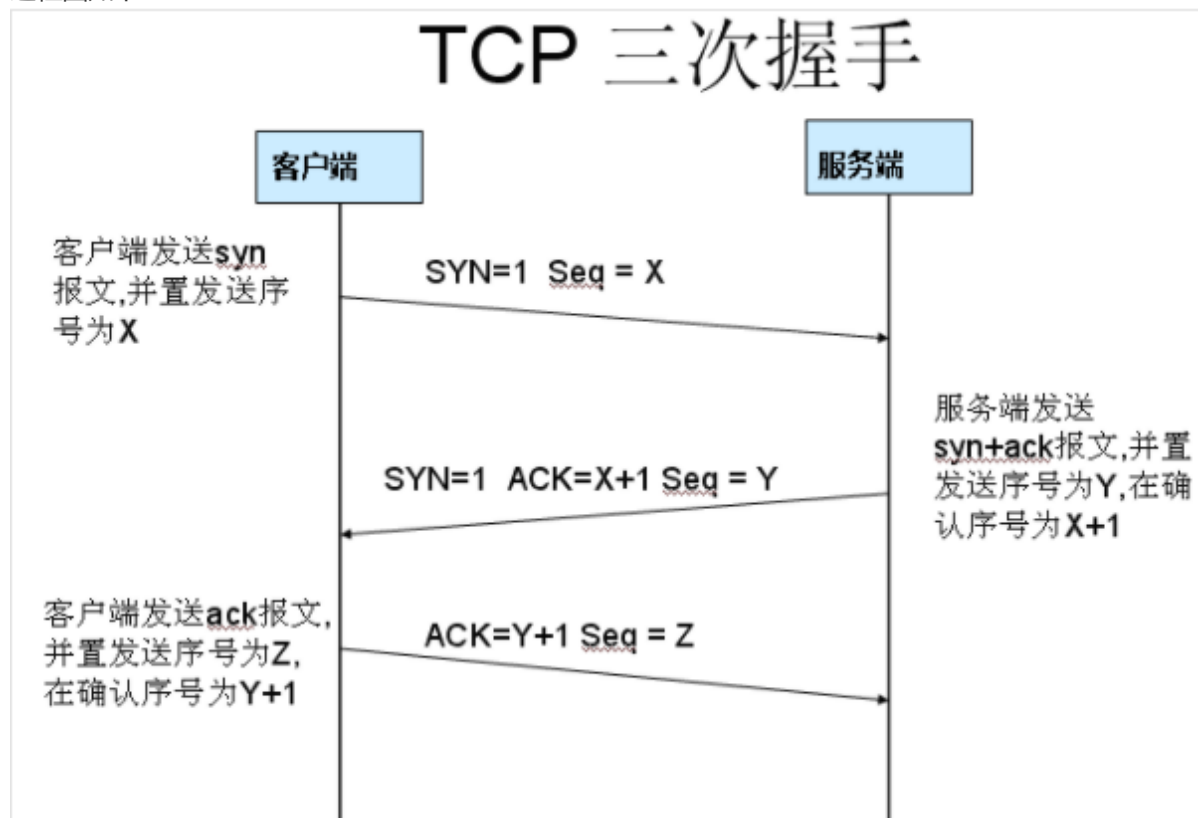 TCP 三次握手
客户端
服务端
客户端发送syn
报文,并置发送序
号为X
SYN=1 Seq = X
服务端发送
syn+ack报文,并置
发送序号为Y,在确
认序号为X+1
SYN=1 ACK=X+1 Seq = Y
客户端发送ack报文,
并置发送序号为Z,
在确认序号为Y+1
ACK=Y+1 Seq = Z